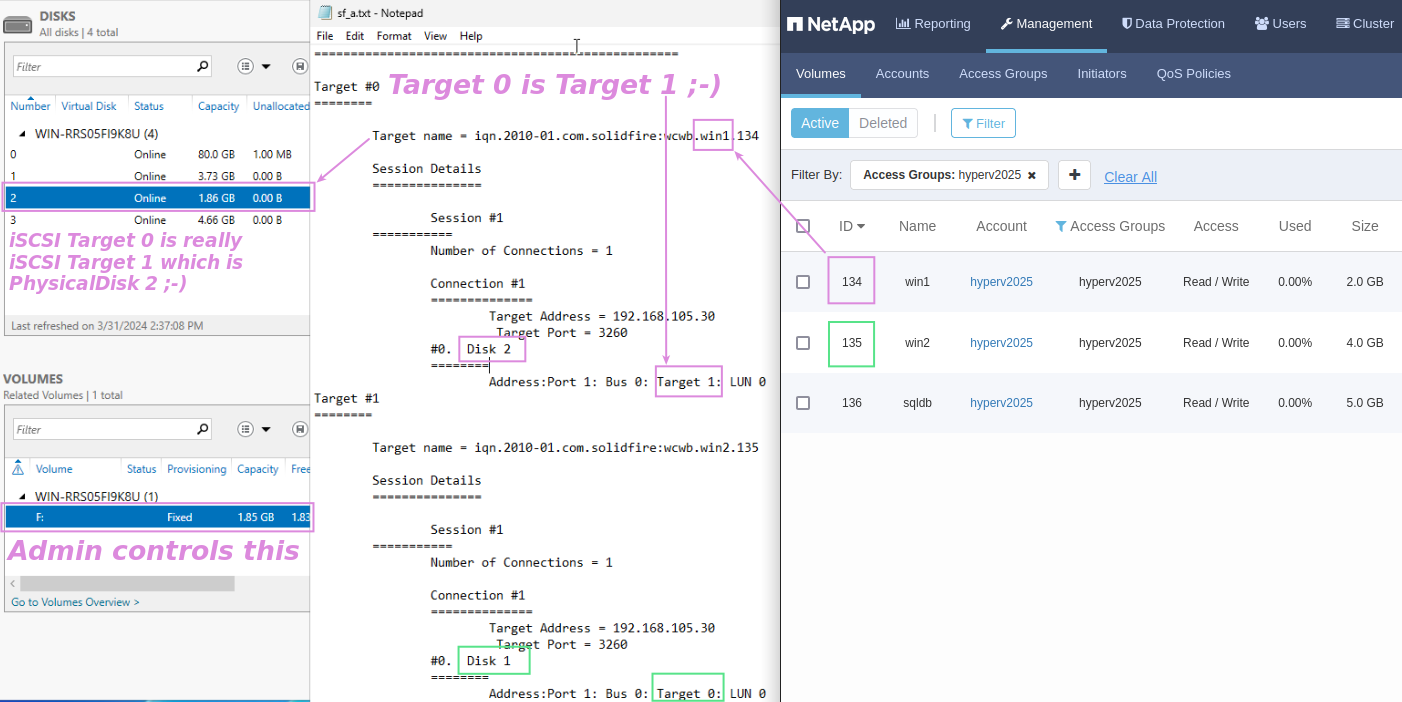 DISKS
All disks | 4 total
Filter
Number Virtual Disk Status Capacity Unallocated
WIN-RRS05FI9K8U (4)
0 Online 80.0 GB 1.00 MB
1 Online 3.73 GB 0.00 B
2 Online 1.86 GB 0.00 B
3 Online 4.66 GB 0.00 B
iSCSI Target 0 is really
iSCSI Target 1 which is
PhysicalDisk 2 ;-)
Last refreshed on 3/31/2024 2:37:08 PM
VOLUMES
Related Volumes | 1 total
Filter
Volume Status Provisioning Capacity Free
WIN-RRS05FI9K8U (1)
F: Fixed 1.85 GB 1.83
Admin controls this
Go to Volumes Overview >
sf_a.txt - Notepad
File Edit Format View Help
==================================================
Target #0
Target 0 is Target 1 ;-)
========
Target name = iqn.2010-01.com.solidfire:wcwb.win1.134
Session Details
===============
Session #1
===========
Number of Connections = 1
Connection #1
==============
Target Address = 192.168.105.30
Target Port = 3260
#0. Disk 2
========
Address:Port 1: Bus 0: Target 1: LUN 0
Target #1
========
Target name = iqn.2010-01.com.solidfire:wcwb.win2.135
Session Details
===============
Session #1
===========
Number of Connections = 1
Connection #1
==============
Target Address = 192.168.105.30
Target Port = 3260
#0. Disk 1
========
Address:Port 1: Bus 0: Target 0: LUN 0
NetApp Reporting Management Data Protection Users Cluster
Volumes Accounts Access Groups Initiators QoS Policies
Active Deleted | Filter
Filter By: Access Groups: hyperv2025 × + Clear All
ID Name Account Access Groups Access Used Size
134 win1 hyperv2025 hyperv2025 Read / Write 0.00% 2.0 GB
135 win2 hyperv2025 hyperv2025 Read / Write 0.00% 4.0 GB
136 sqldb hyperv2025 hyperv2025 Read / Write 0.00% 5.0 GB